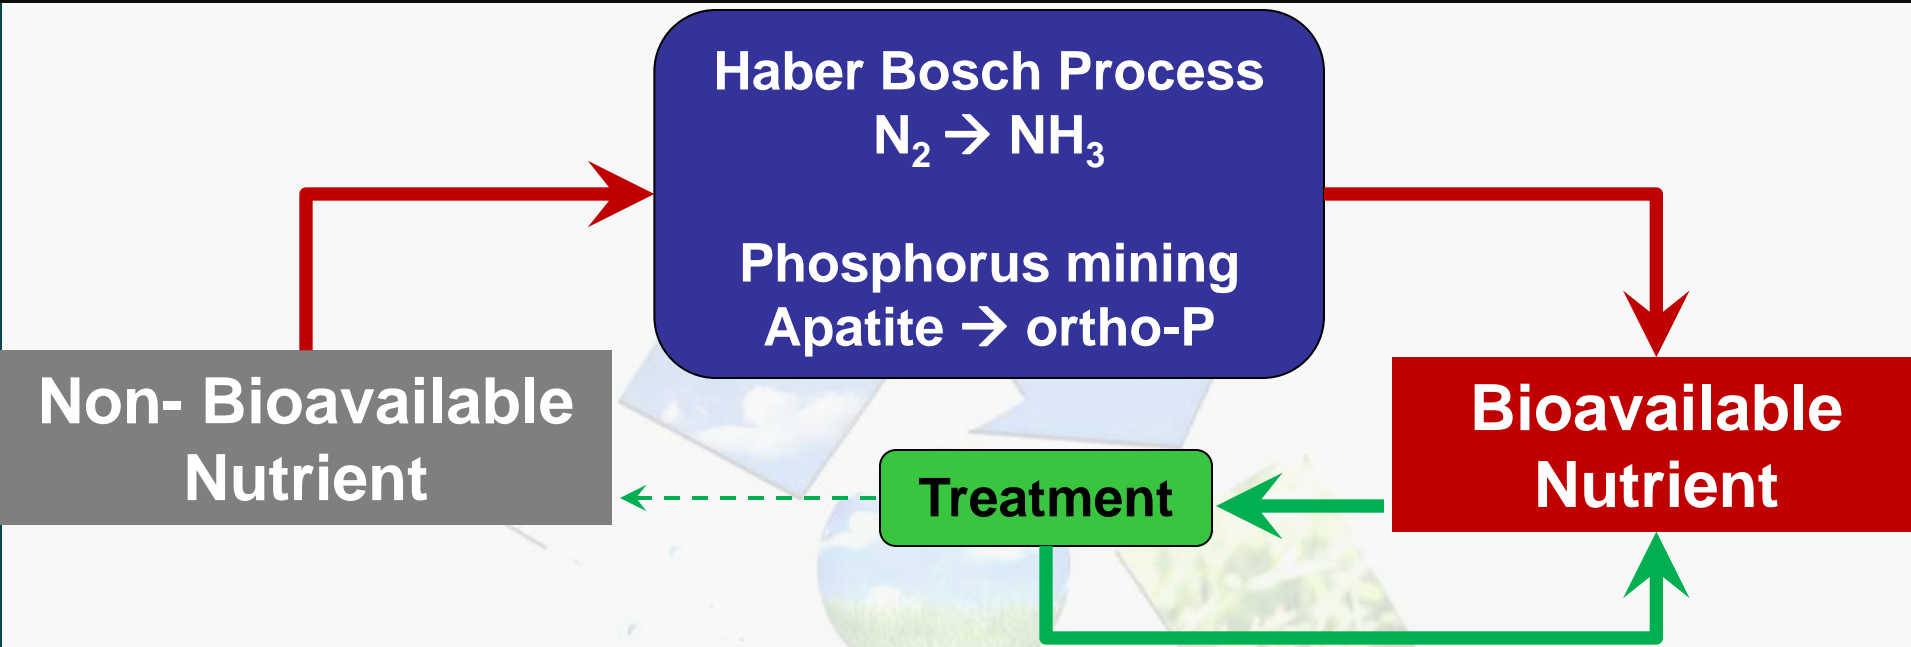 Haber Bosch Process
N₂ → NH₃
Phosphorus mining
Apatite → ortho-P
Non- Bioavailable
Nutrient
Bioavailable
Nutrient
Treatment